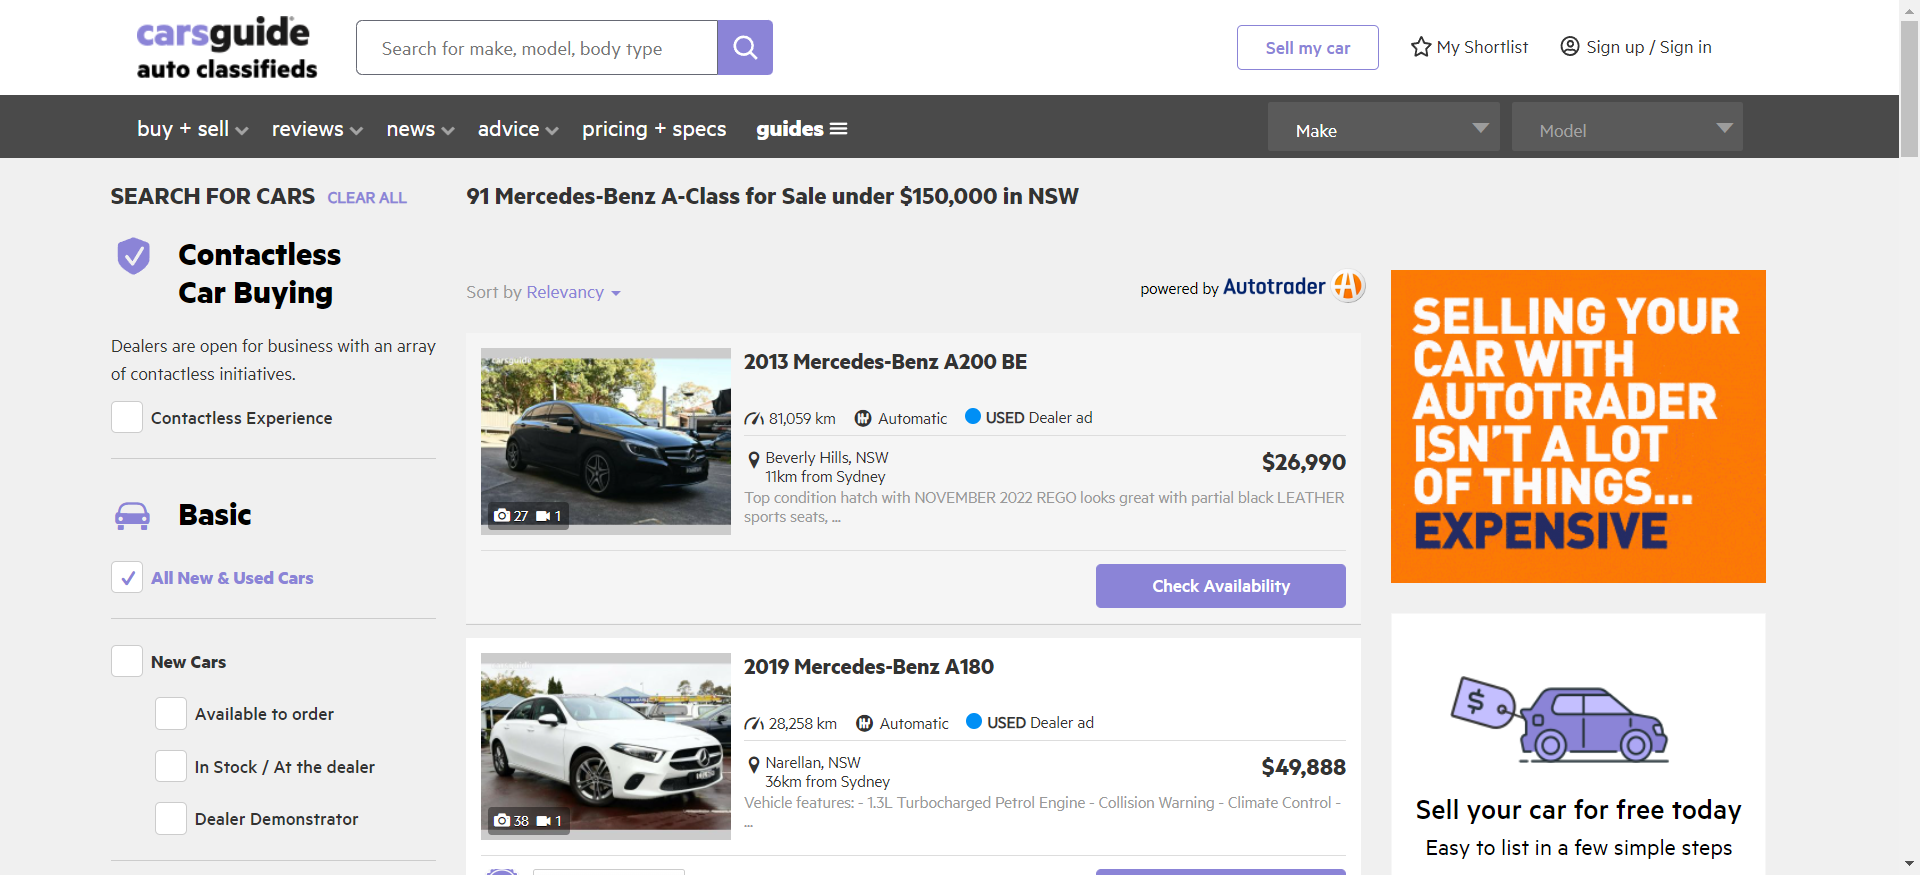 carsguide
auto classifieds
Search for make, model, body type
Sell my car
My Shortlist
Sign up / Sign in
buy + sell
reviews
news
advice
pricing + specs
guides
Make
Model
SEARCH FOR CARS
CLEAR ALL
91 Mercedes-Benz A-Class for Sale under $150,000 in NSW
Contactless
Car Buying
Dealers are open for business with an array
of contactless initiatives.
Contactless Experience
Basic
All New & Used Cars
New Cars
Available to order
In Stock / At the dealer
Dealer Demonstrator
Sort by Relevancy
powered by Autotrader
carsguide
27
1
2013 Mercedes-Benz A200 BE
81,059 km
Automatic
USED Dealer ad
Beverly Hills, NSW
11km from Sydney
$26,990
Top condition hatch with NOVEMBER 2022 REGO looks great with partial black LEATHER
sports seats, ...
Check Availability
38
1
2019 Mercedes-Benz A180
28,258 km
Automatic
USED Dealer ad
Narellan, NSW
36km from Sydney
$49,888
Vehicle features: - 1.3L Turbocharged Petrol Engine - Collision Warning - Climate Control -
...
SELLING YOUR
CAR WITH
AUTOTRADER
ISN'T A LOT
OF THINGS...
EXPENSIVE
$
Sell your car for free today
Easy to list in a few simple steps